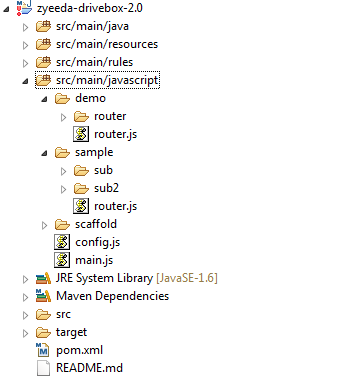 zyeeda-drivebox-2.0
src/main/java
src/main/resources
src/main/rules
src/main/javascript
demo
router
router.js
sample
sub
sub2
router.js
scaffold
config.js
main.js
JRE System Library [JavaSE-1.6]
Maven Dependencies
src
target
pom.xml
README.md